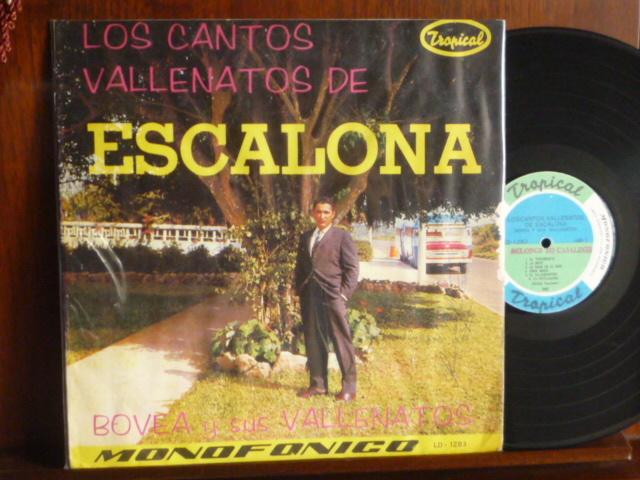 LOS CANTOS
VALLENATOS DE
Tropical
ESCALONA
BOVEA y sus VALLENATOS
MONOFONICO
LD - 1283
Tropical
LOS CANTOS VALLENATOS
DE ESCALONA
Tropical